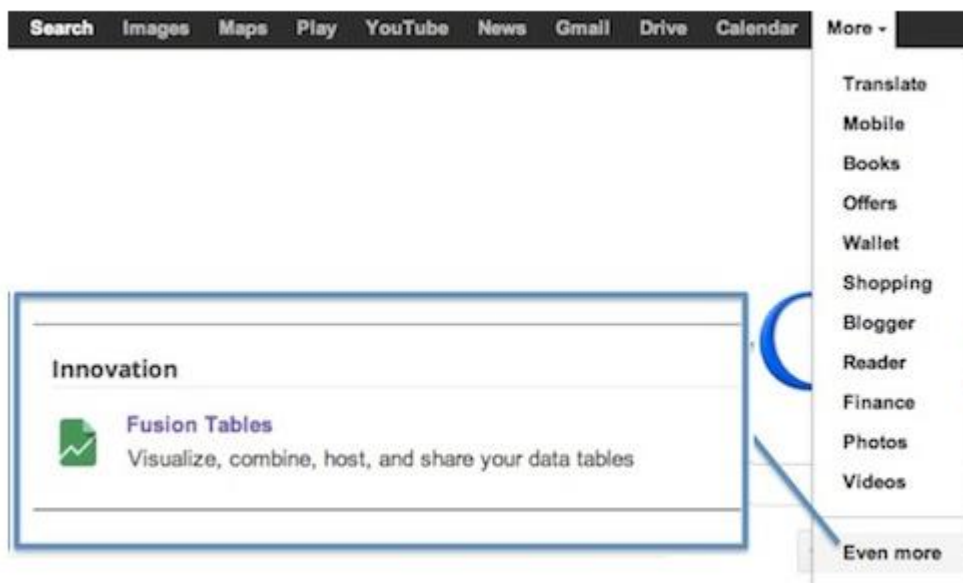 Search Images Maps Play YouTube News Gmail Drive Calendar More
Translate
Mobile
Books
Offers
Wallet
Shopping
Blogger
Reader
Finance
Photos
Videos
Even more
Innovation
Fusion Tables
Visualize, combine, host, and share your data tables